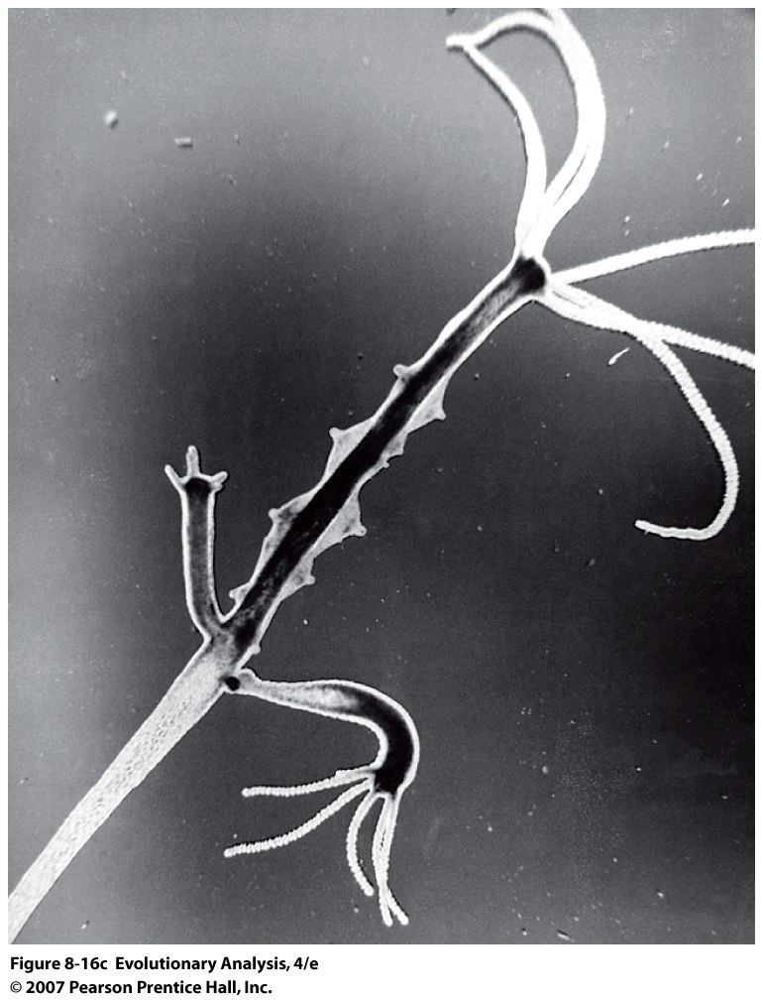 Figure 8-16c Evolutionary Analysis, 4/e
© 2007 Pearson Prentice Hall, Inc.